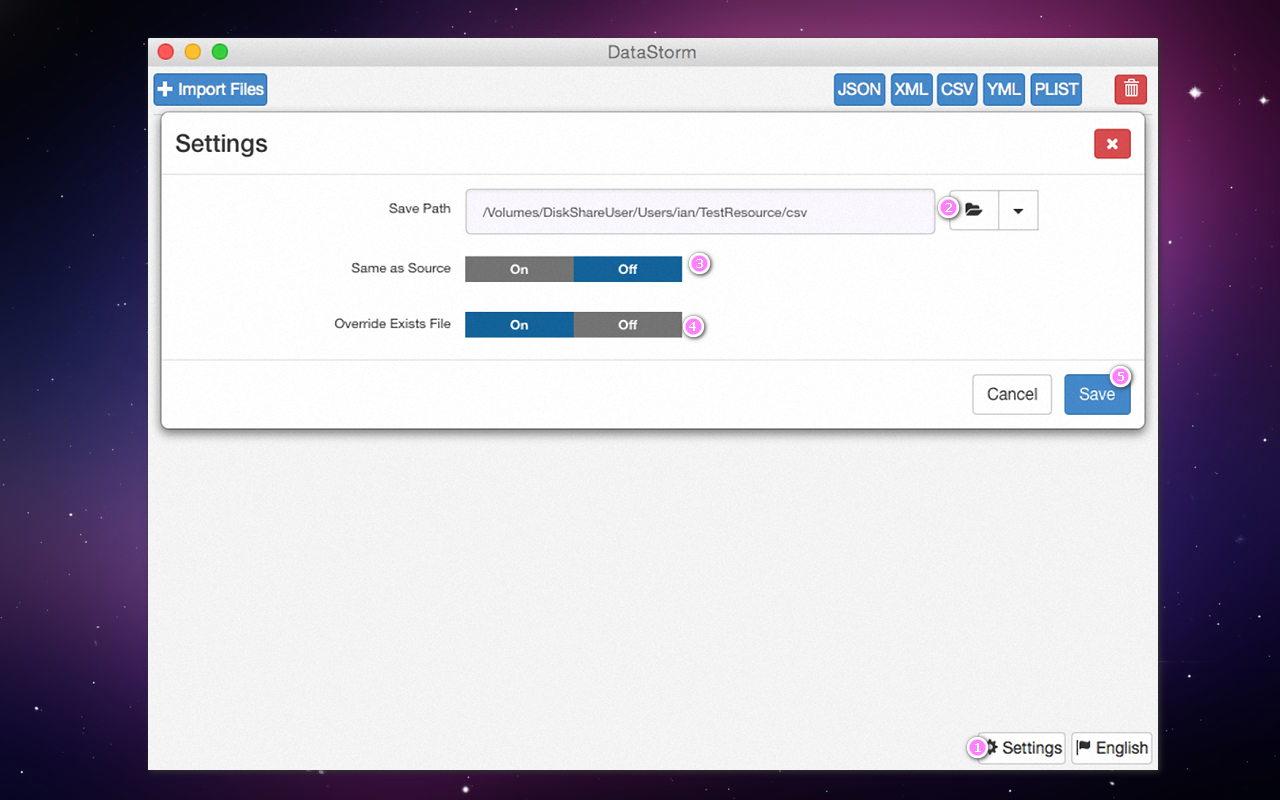 DataStorm
Import Files
JSON XML CSV YML PLIST
Settings
Save Path /Volumes/DiskShareUser/Users/ian/TestResource/csv 2
Same as Source On Off 3
Override Exists File On Off 4
Cancel Save 5
1 Settings English